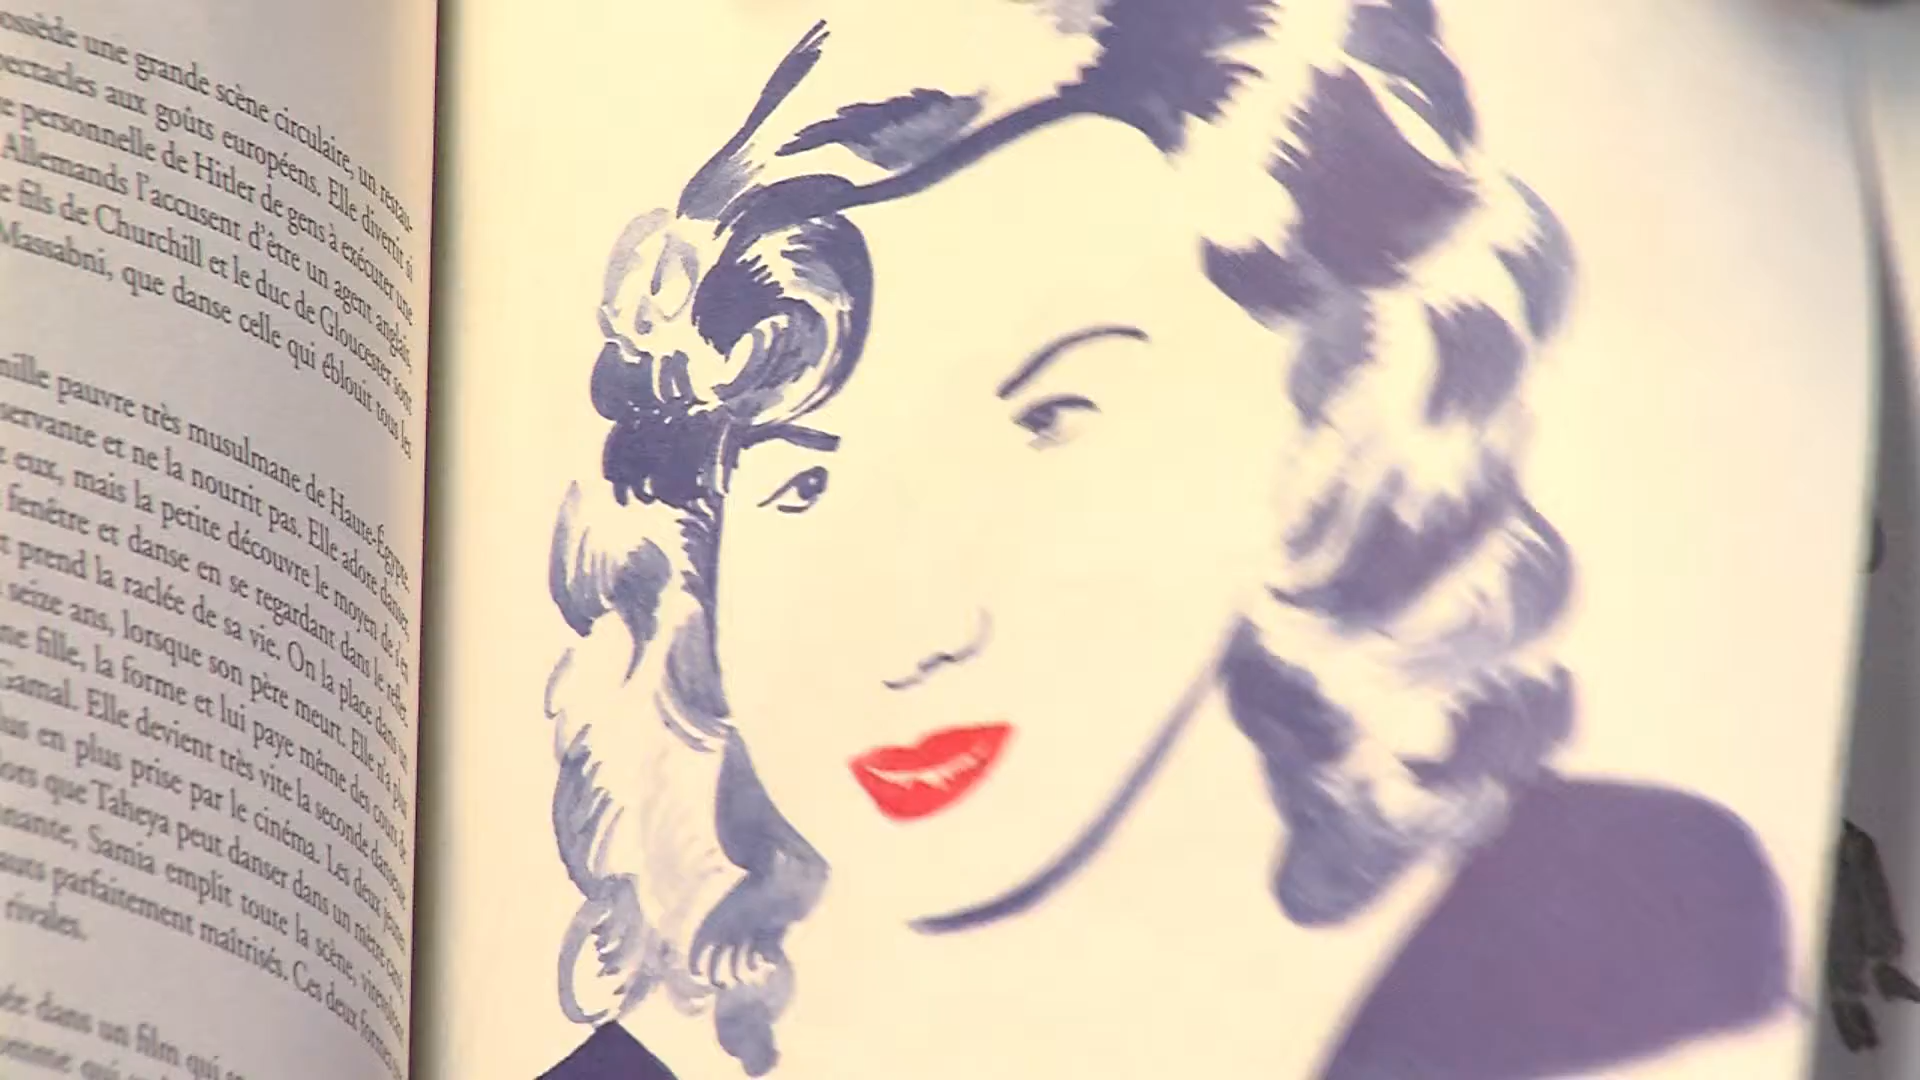 ossède une grande scène circulaire, un restau-
pectacles aux goûts européens. Elle divertit si
personnelle de Hitler de gens à exécuter une
Allemands l'accusent d'être un agent anglais,
fils de Churchill et le duc de Gloucester sont
Massabni, que danse celle qui éblouit tous les
mille pauvre très musulmane de Haute-Égypte,
servante et ne la nourrit pas. Elle adore danser,
eux, mais la petite découvre le moyen de s'en
fenêtre et danse en se regardant dans le reflet.
t prend la raclée de sa vie. On la place dans un
seize ans, lorsque son père meurt. Elle n'a plus
ne fille, la forme et lui paye même des cours de
Gamal. Elle devient très vite la seconde danseuse
lus en plus prise par le cinéma. Les deux jeunes
lors que Taheya peut danser dans un mètre carré,
inante, Samia emplit toute la scène, virevoltant
auts parfaitement maîtrisés. Ces deux
rivales.
dans un film qui